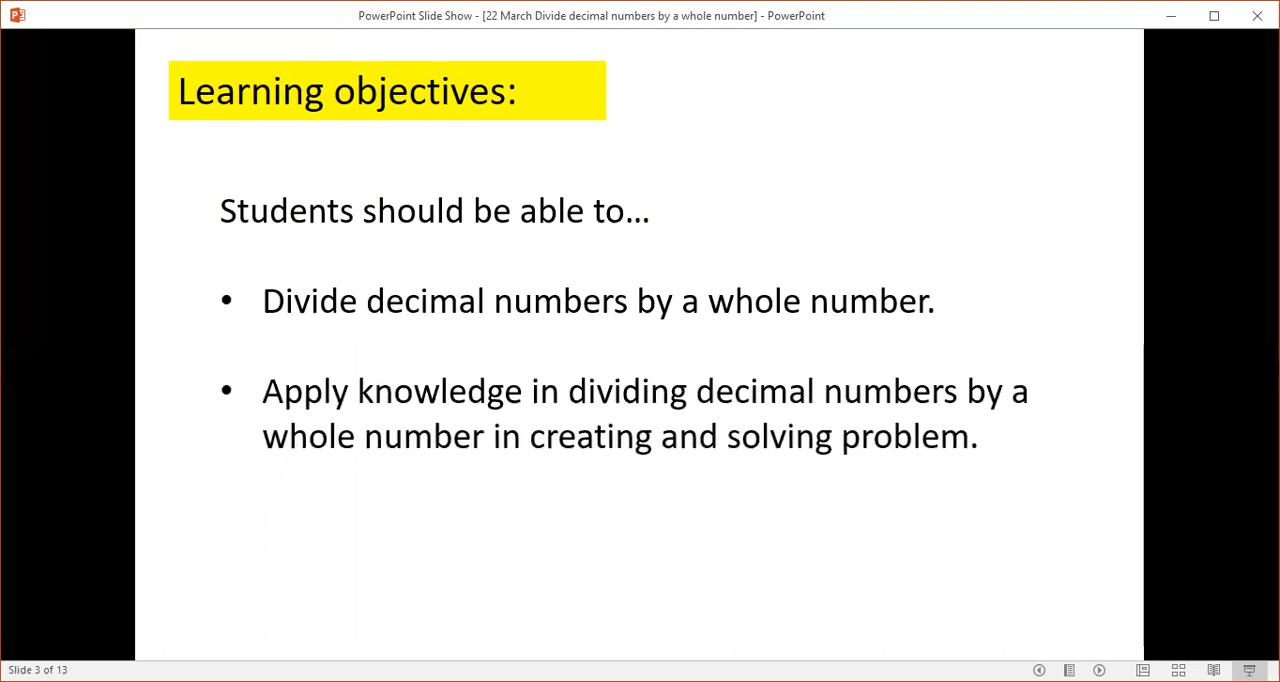 PowerPoint Slide Show - [22 March Divide decimal numbers by a whole number] - PowerPoint
Learning objectives:
Students should be able to…
• Divide decimal numbers by a whole number.
• Apply knowledge in dividing decimal numbers by a
whole number in creating and solving problem.
Slide 3 of 13